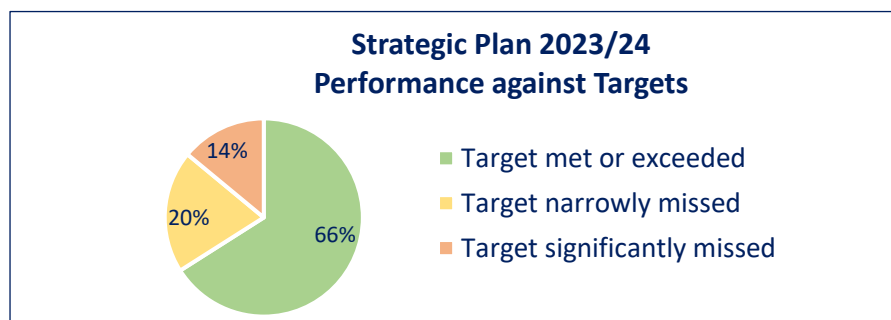 Strategic Plan 2023/24
Performance against Targets
14%
20%
66%
Target met or exceeded
Target narrowly missed
Target significantly missed